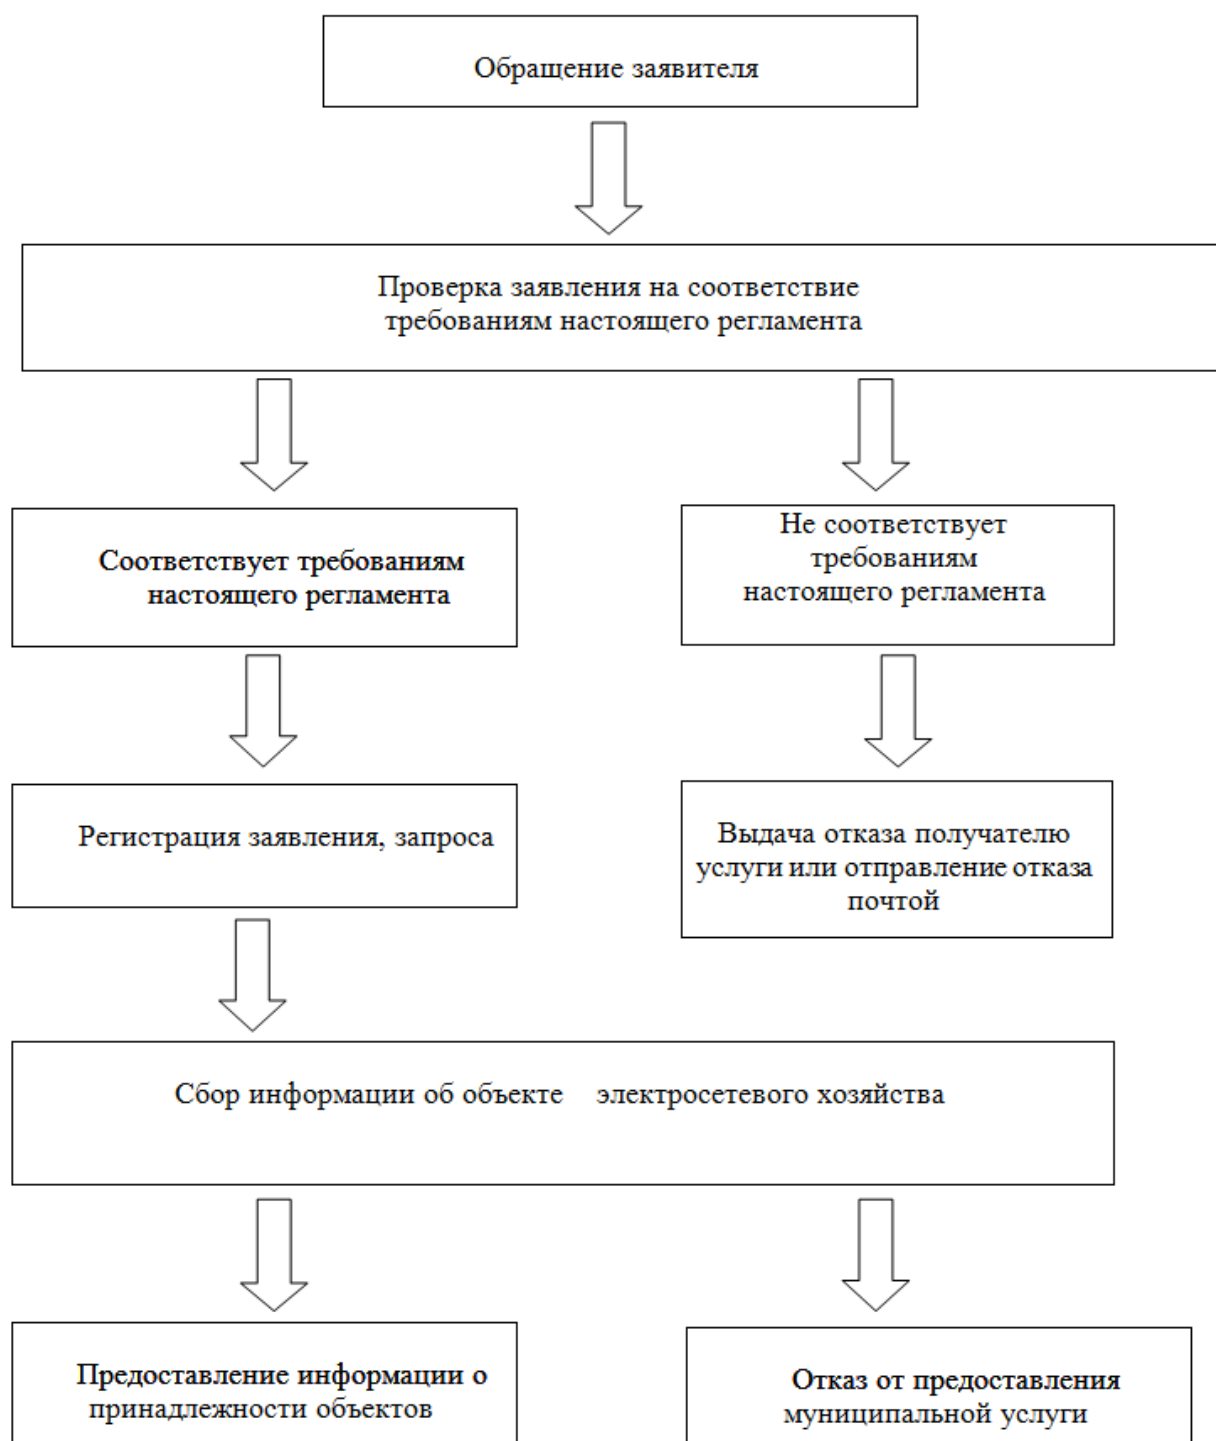 Обращение заявителя
Проверка заявления на соответствие
требованиям настоящего регламента
Соответствует требованиям
настоящего регламента
Не соответствует
требованиям
настоящего регламента
Регистрация заявления, запроса
Выдача отказа получателю
услуги или отправление отказа
почтой
Сбор информации об объекте электросетевого хозяйства
Предоставление информации о
принадлежности объектов
Отказ от предоставления
муниципальной услуги